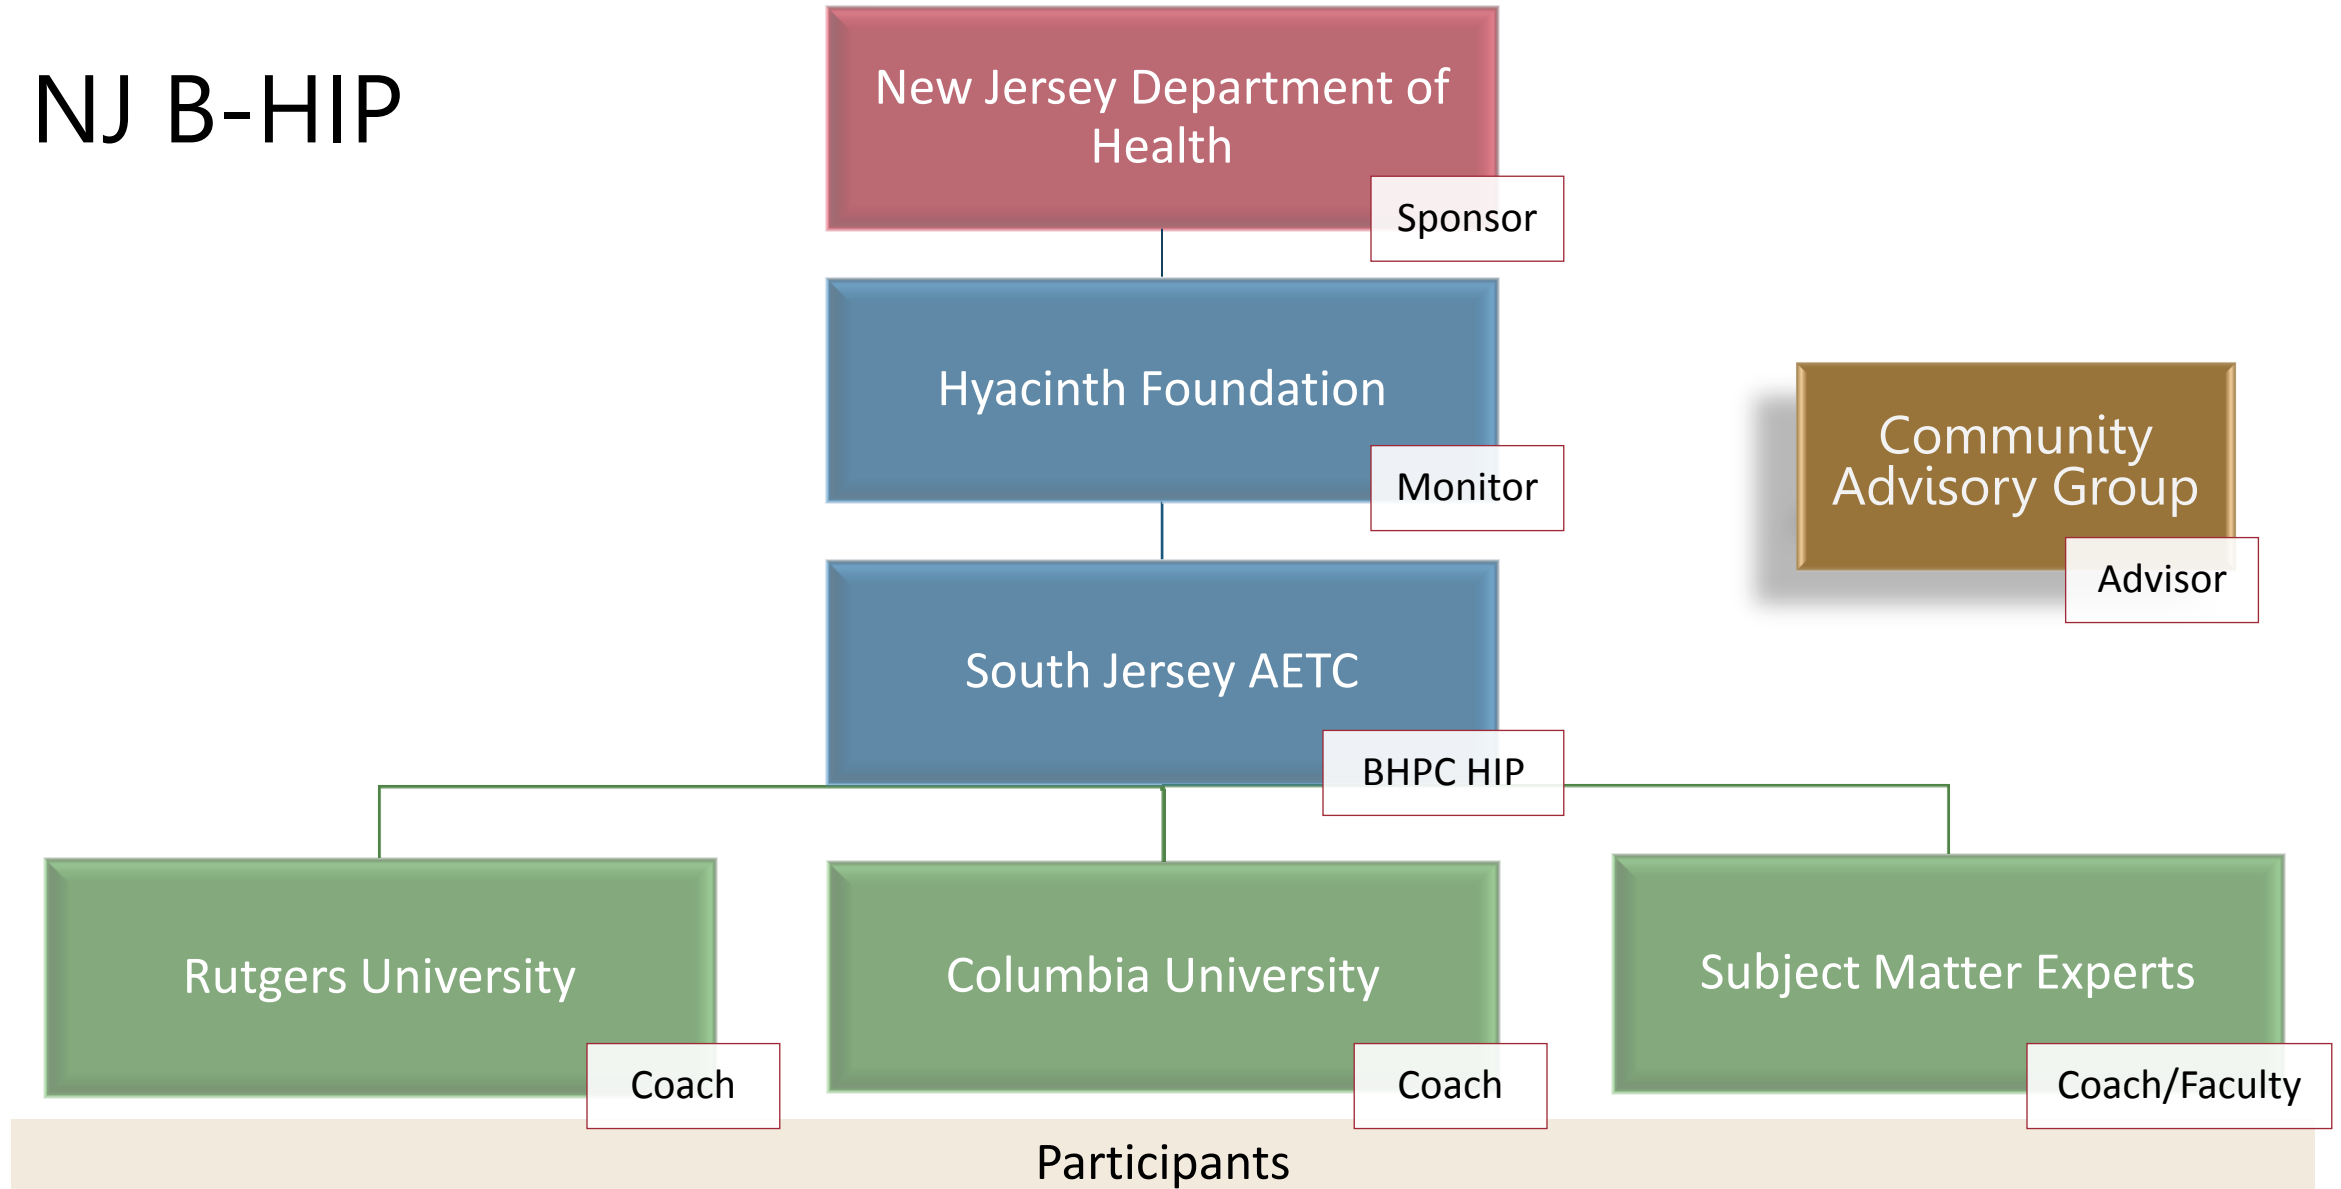 NJ B-HIP
New Jersey Department of
Health
Sponsor
Hyacinth Foundation
Monitor
Community
Advisory Group
Advisor
South Jersey AETC
BHPC HIP
Rutgers University
Coach
Columbia University
Coach
Subject Matter Experts
Coach/Faculty
Participants